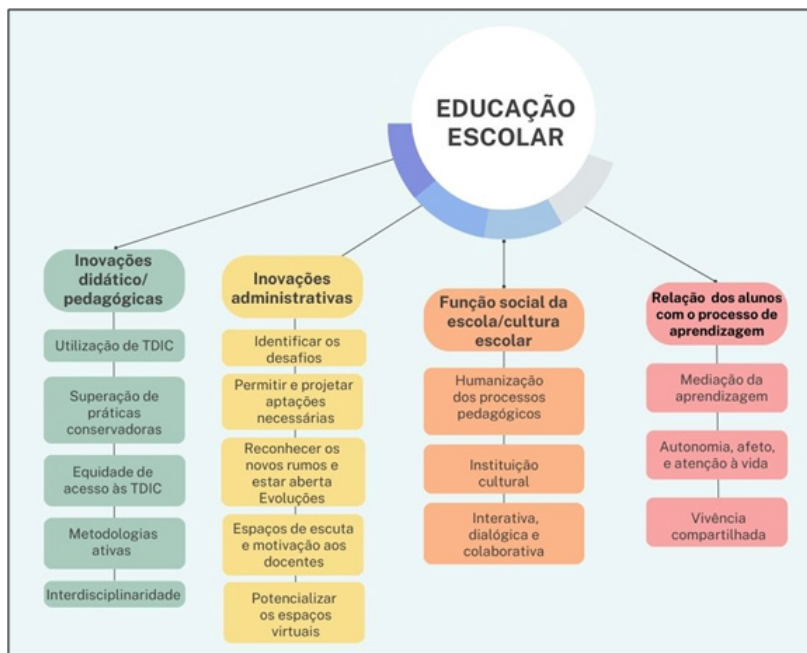 EDUCAÇÃO
ESCOLAR
Inovações
didático/
pedagógicas
Utilização de TDIC
Superação de
práticas
conservadoras
Equidade de
acesso às TDIC
Metodologias
ativas
Interdisciplinaridade
Inovações
administrativas
Identificar os
desafios
Permitir e projetar
aptações
necessárias
Reconhecer os
novos rumos e
estar aberta
Evoluções
Espaços de escuta
e motivação aos
docentes
Potencializar
os espaços
virtuais
Função social da
escola/cultura
escolar
Humanização
dos processos
pedagógicos
Instituição
cultural
Interativa,
dialógica e
colaborativa
Relação dos alunos
com o processo de
aprendizagem
Mediação da
aprendizagem
Autonomia, afeto,
e atenção à vida
Vivência
compartilhada